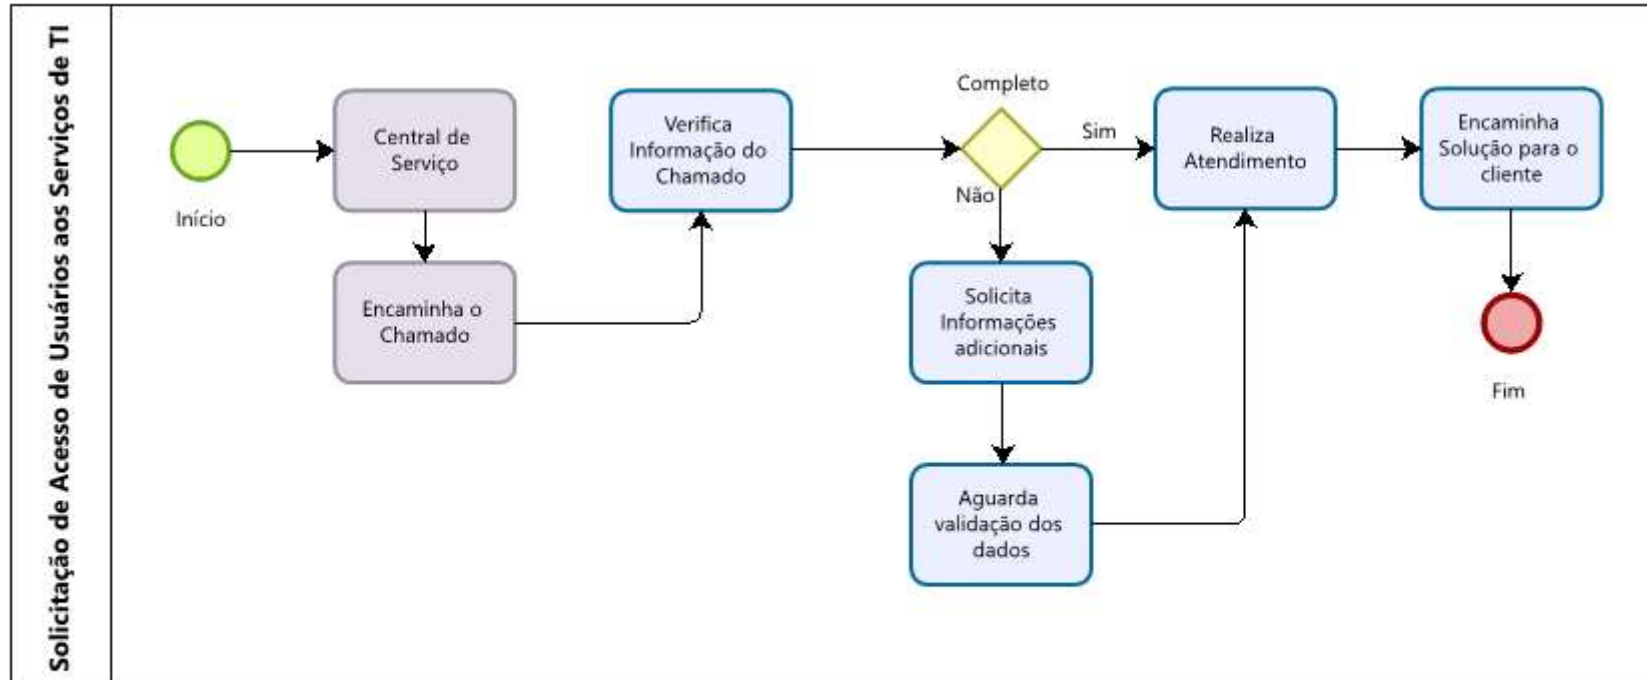 Solicitação de Acesso de Usuários aos Serviços de TI
Início
Central de
Serviço
Encaminha o
Chamado
Verifica
Informação do
Chamado
Completo
Sim
Não
Solicita
Informações
adicionais
Aguarda
validação dos
dados
Realiza
Atendimento
Encaminha
Solução para o
cliente
Fim